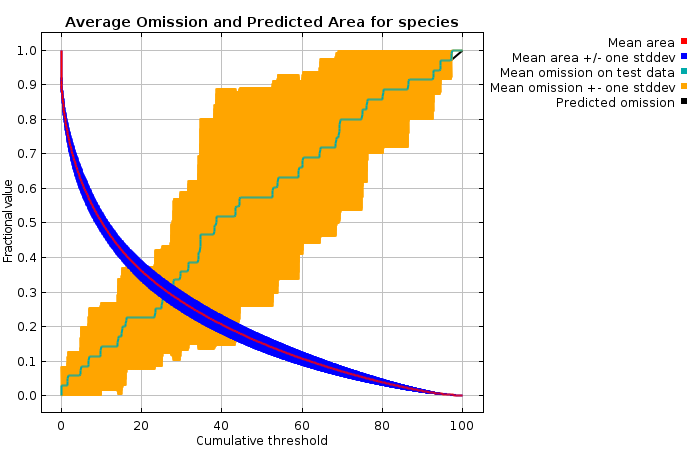 Average Omission and Predicted Area for species
Mean area
Mean area +/- one stddev
Mean omission on test data
Mean omission +- one stddev
Predicted omission
Fractional value
1.0
0.9
0.8
0.7
0.6
0.5
0.4
0.3
0.2
0.1
0.0
0 20 40 60 80 100
Cumulative threshold